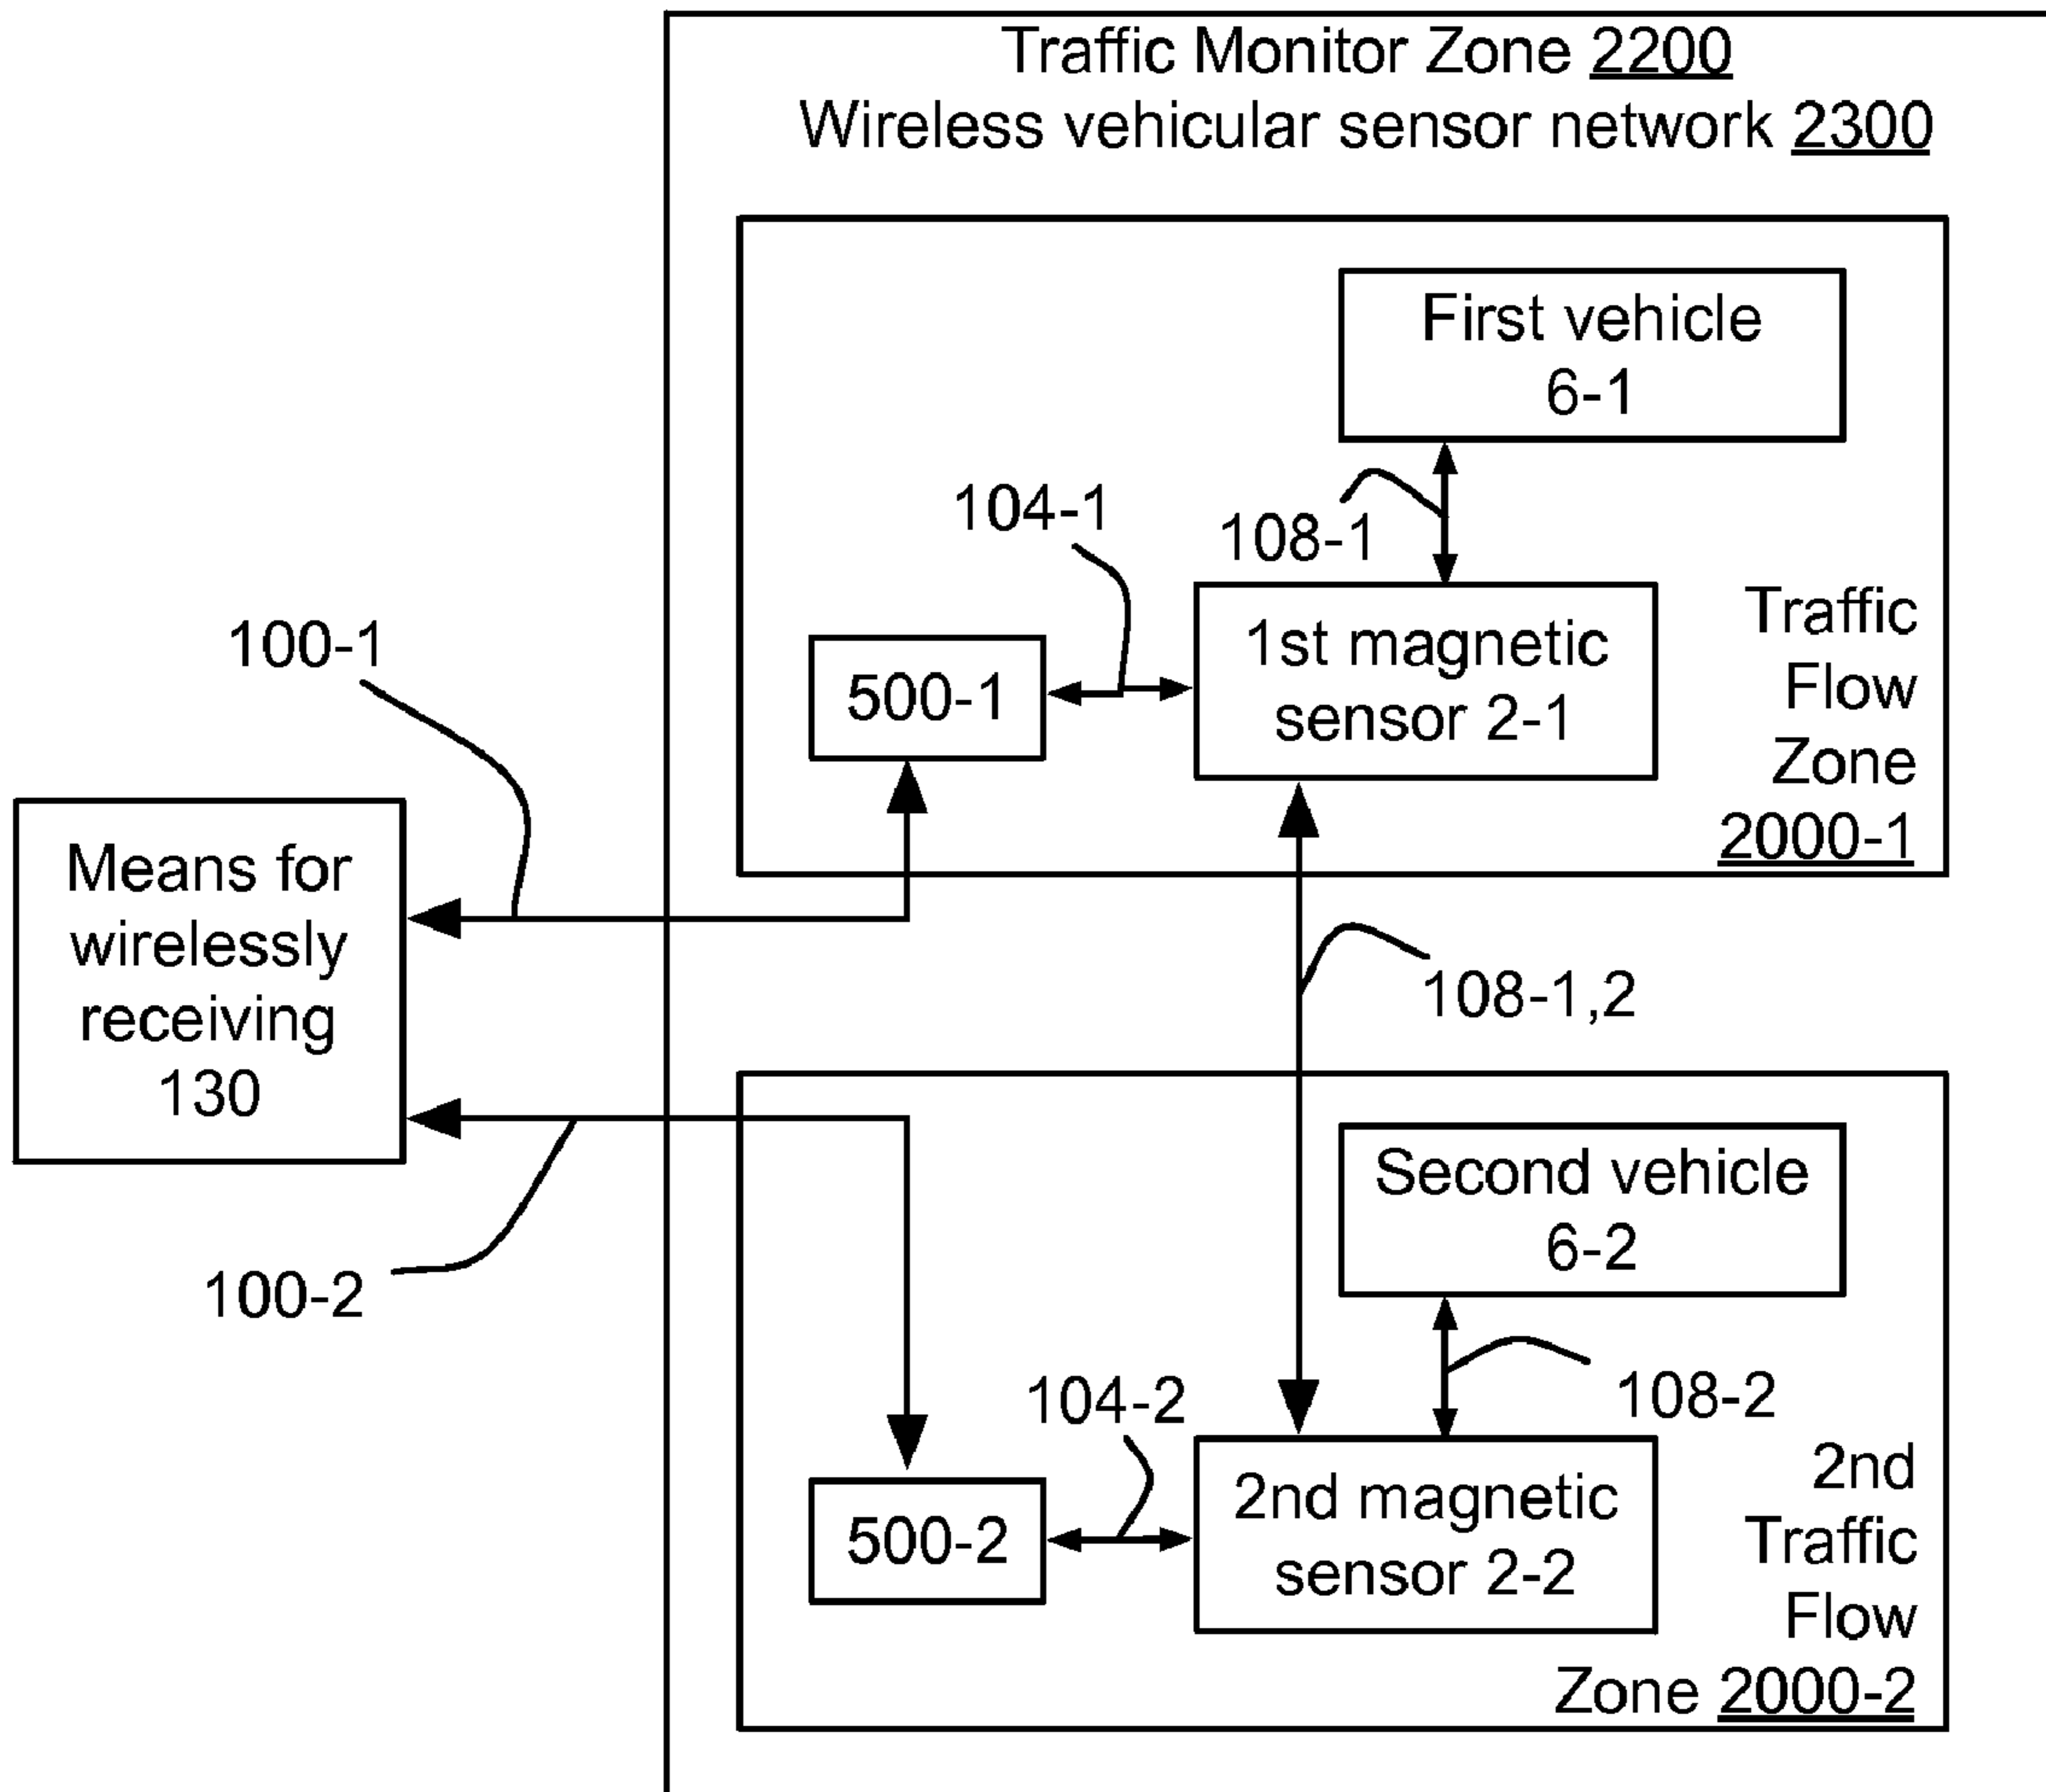 Traffic Monitor Zone 2200
Wireless vehicular sensor network 2300
First vehicle
6-1
104-1
108-1
100-1
500-1
1st magnetic
sensor 2-1
Traffic
Flow
Zone
2000-1
Means for
wirelessly
receiving
130
108-1,2
Second vehicle
6-2
100-2
104-2
108-2
500-2
2nd magnetic
sensor 2-2
2nd
Traffic
Flow
Zone 2000-2